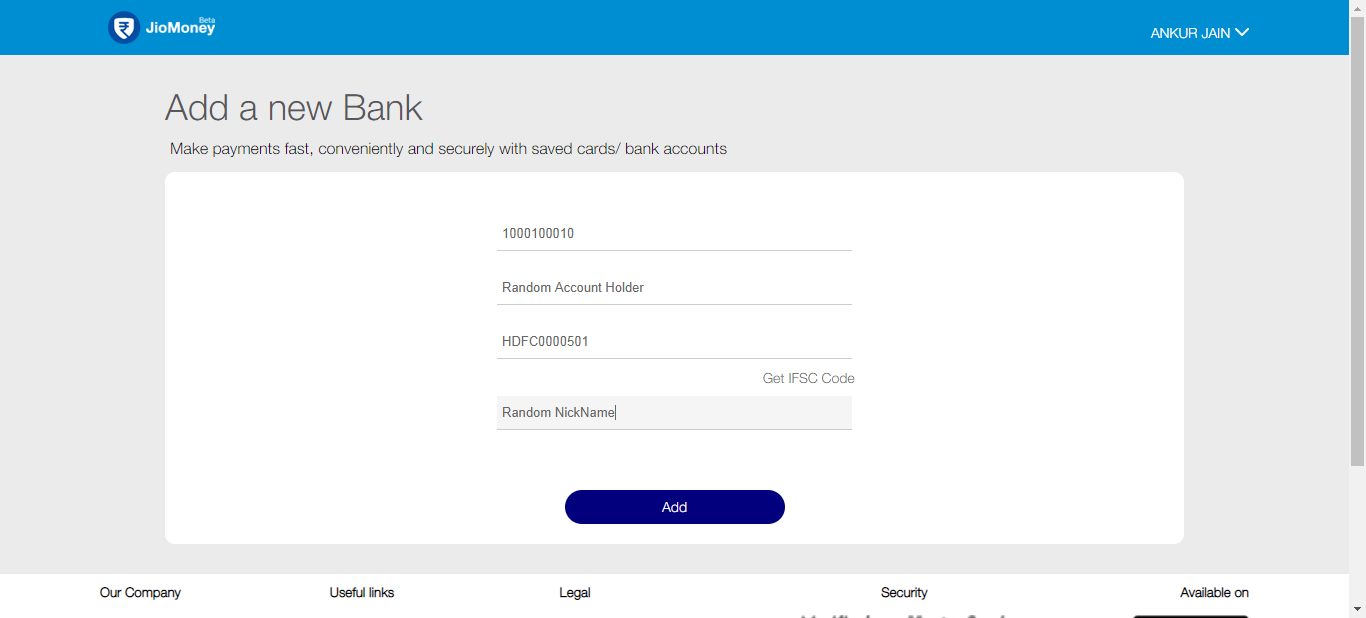 JioMoney Beta
ANKUR JAIN
Add a new Bank
Make payments fast, conveniently and securely with saved cards/ bank accounts
1000100010
Random Account Holder
HDFC0000501
Get IFSC Code
Random NickName
Add
Our Company Useful links Legal Security Available on